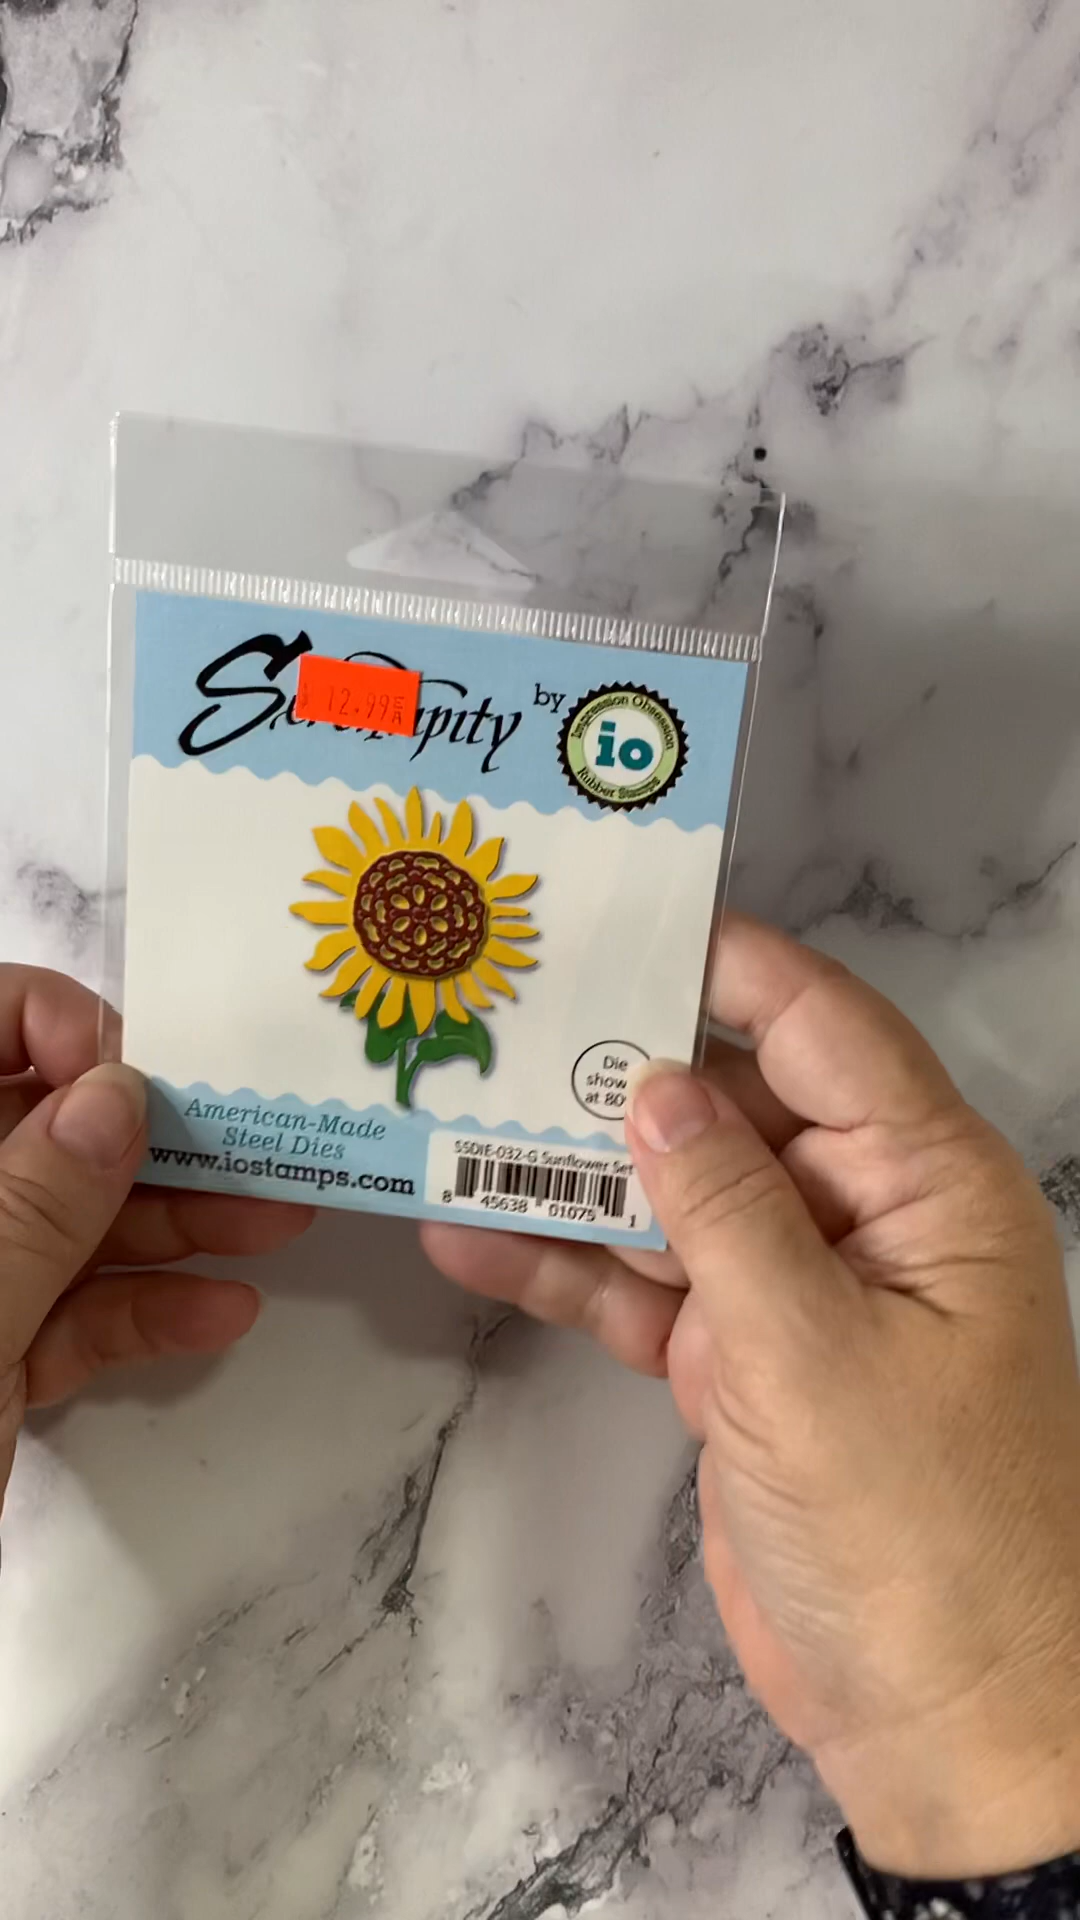 $ 12.99 EA
by
Impression Obsession
io
Rubber Stamps
Die
show
at 80
American-Made
Steel Dies
www.iostamps.com
SSDIE-032-G Sunflower Set
8 45638 01075 1